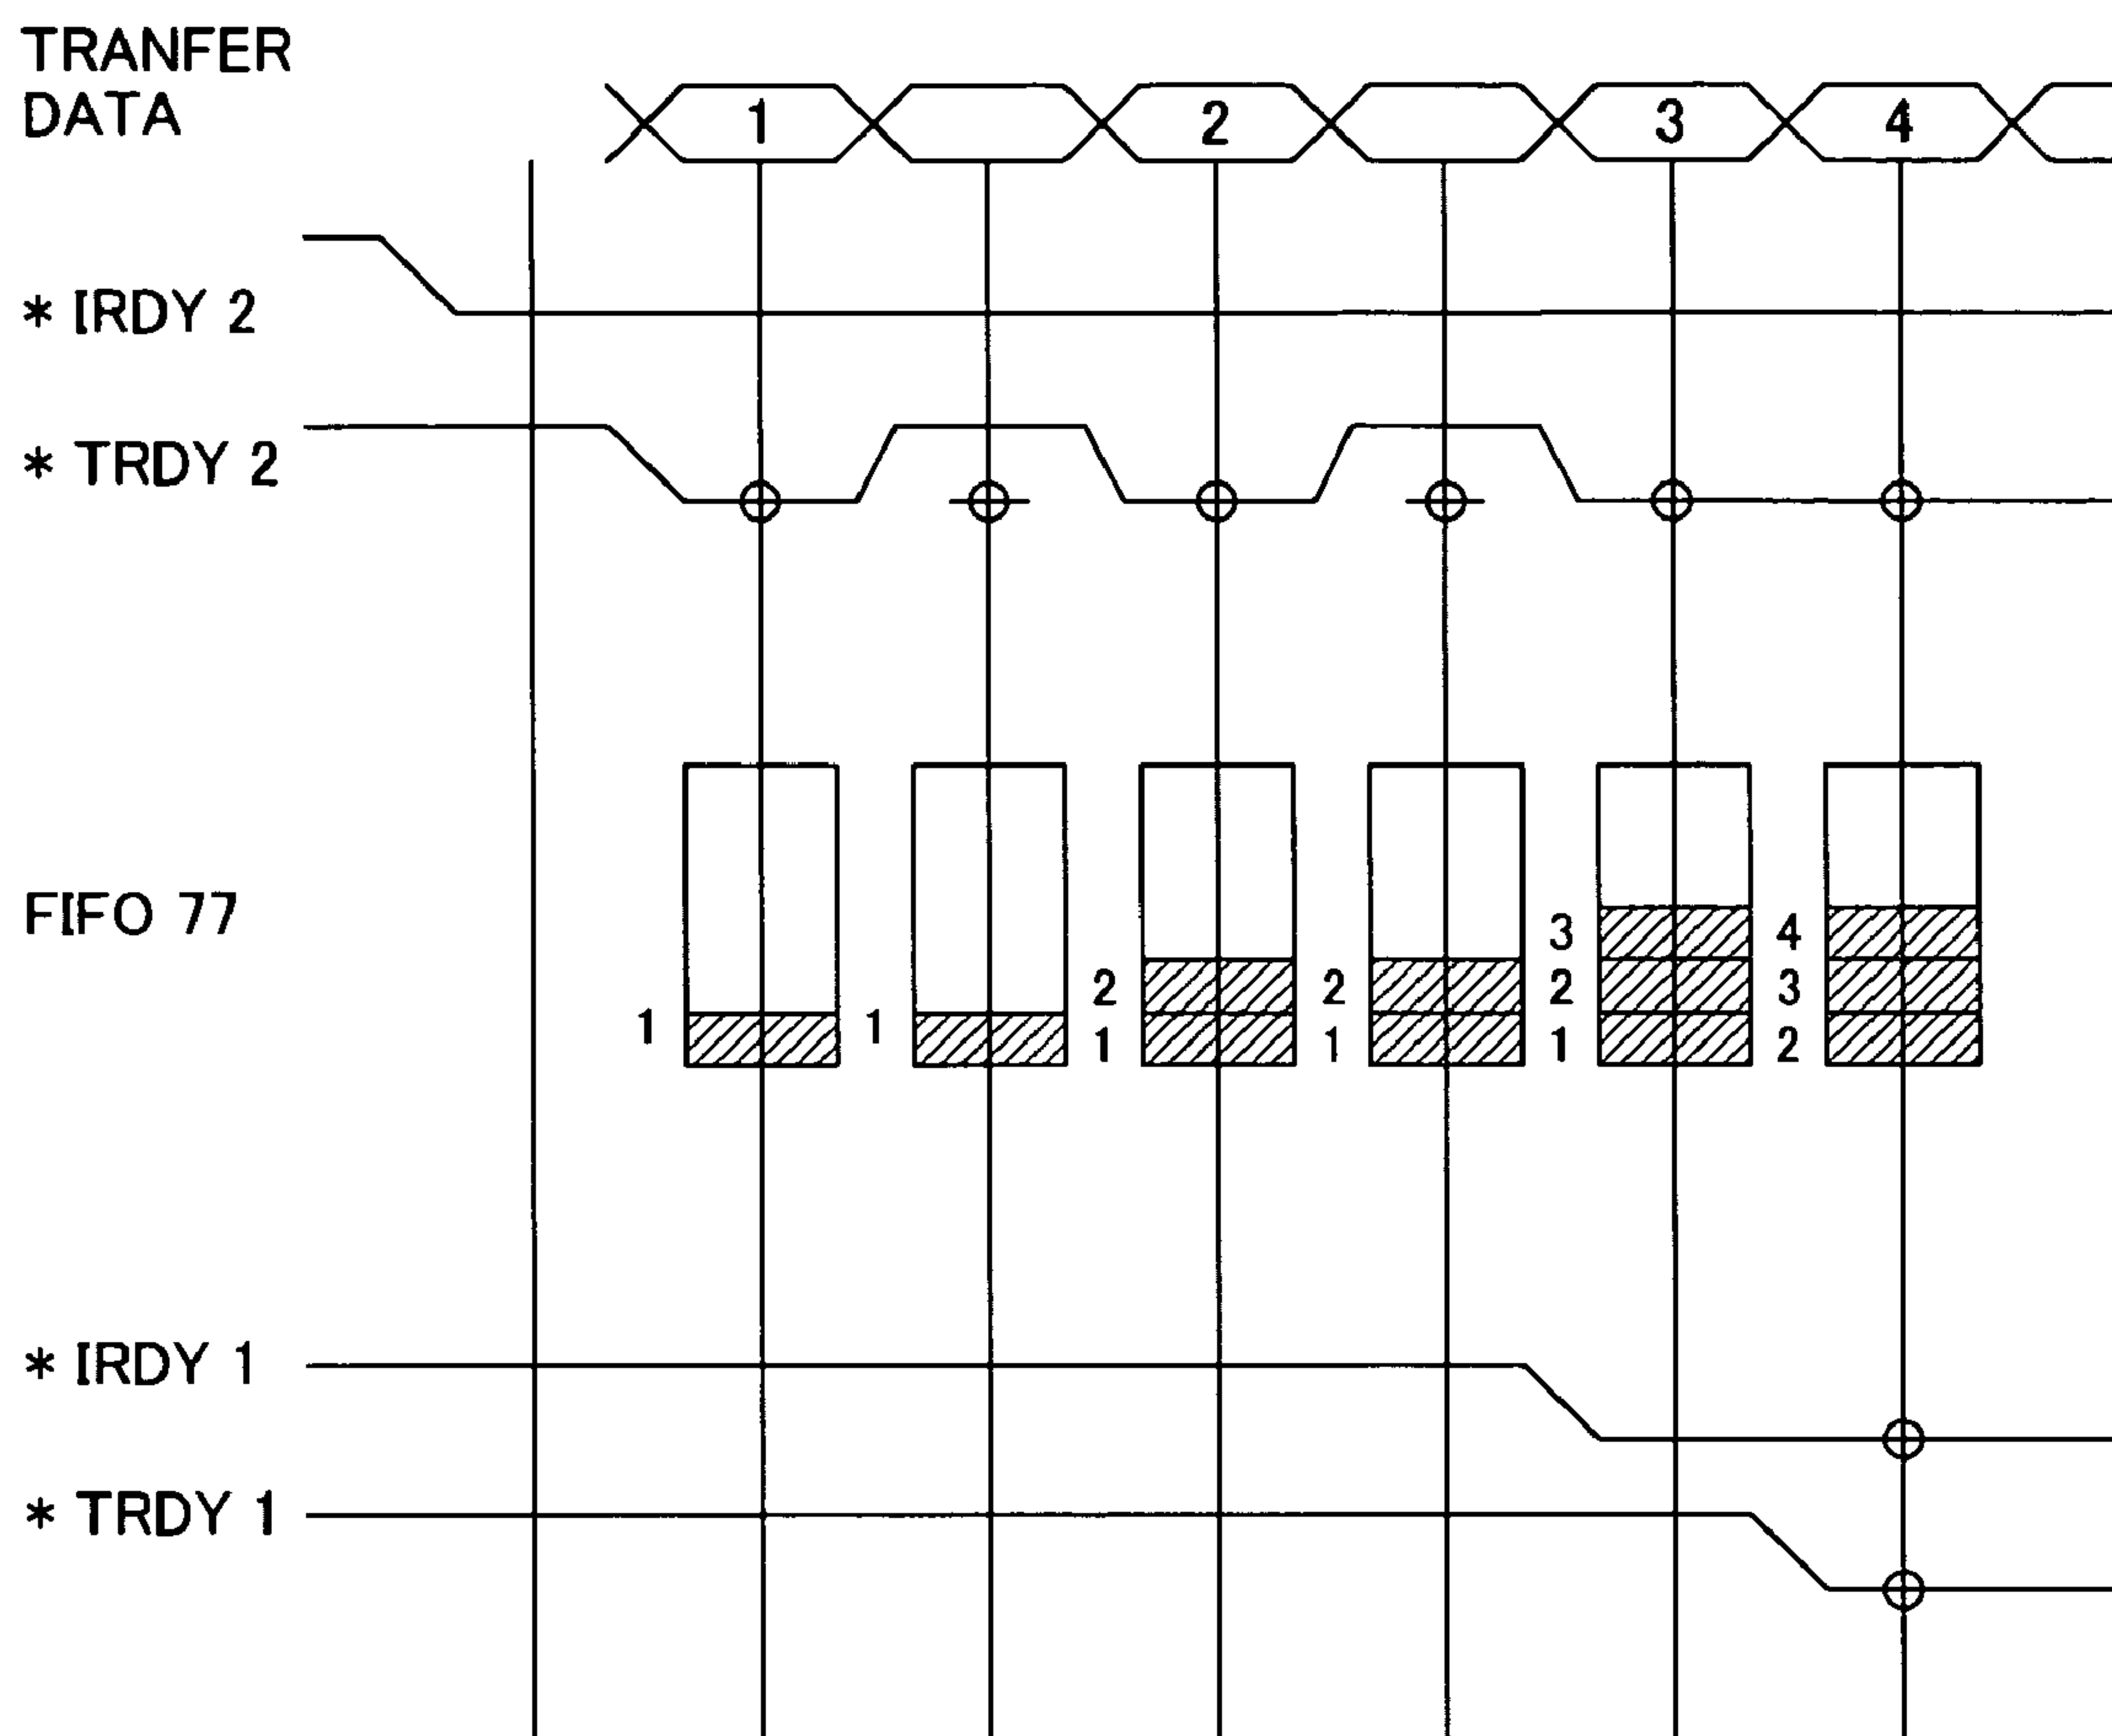 TRANFER
DATA
1 2 3 4
* IRDY 2
* TRDY 2
FIFO 77
3 4
2 2 2 3
1 1 1 1 1 2
* IRDY 1
* TRDY 1